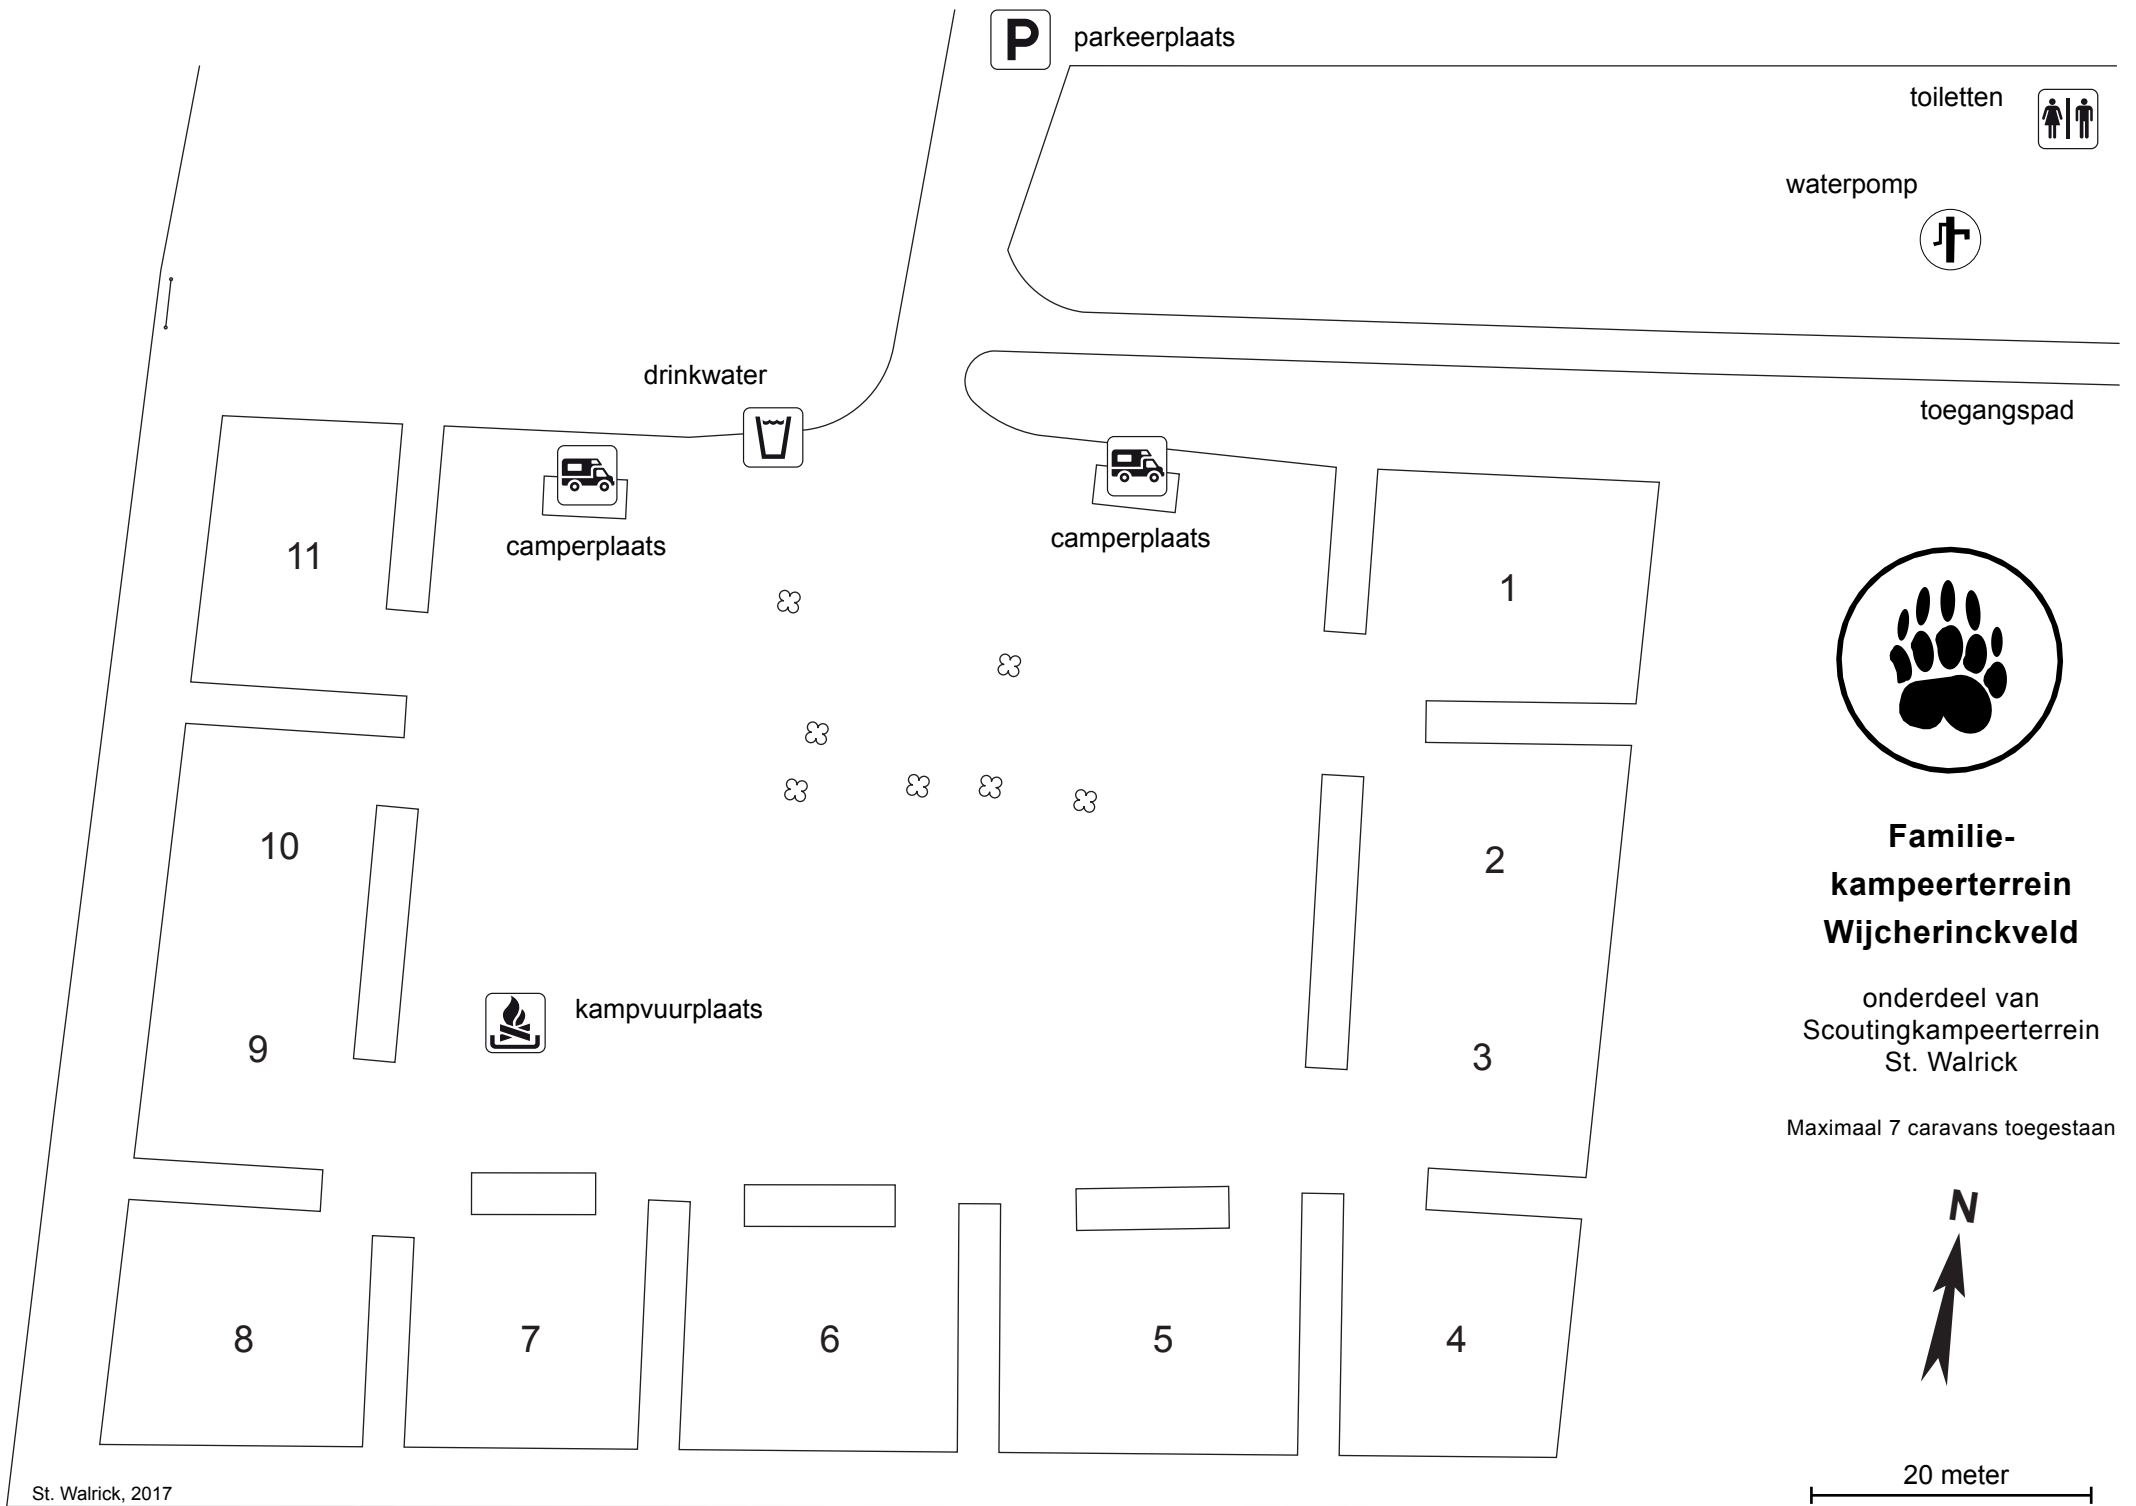 P
parkeerplaats
toiletten
waterpomp
drinkwater
toegangspad
camperplaats
camperplaats
11
1
10
2
Familie-
kampeerterrein
Wijcherinckveld
onderdeel van
Scoutingkampeerterrein
St. Walrick
Maximaal 7 caravans toegestaan
kampvuurplaats
9
3
N
8
7
6
5
4
20 meter
St. Walrick, 2017